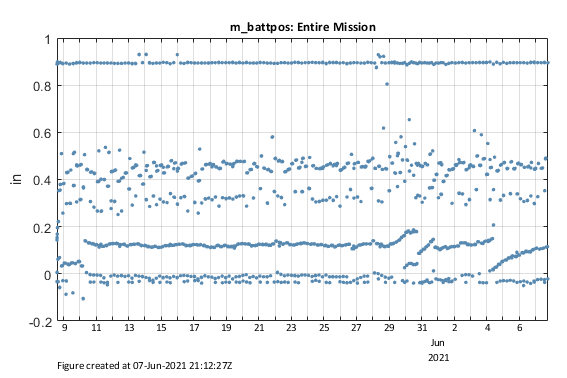 m_battpos: Entire Mission
1
0.8
0.6
0.4
0.2
0
-0.2
in
9 11 13 15 17 19 21 23 25 27 29 31 2 4 6
Jun
2021
Figure created at 07-Jun-2021 21:12:27Z